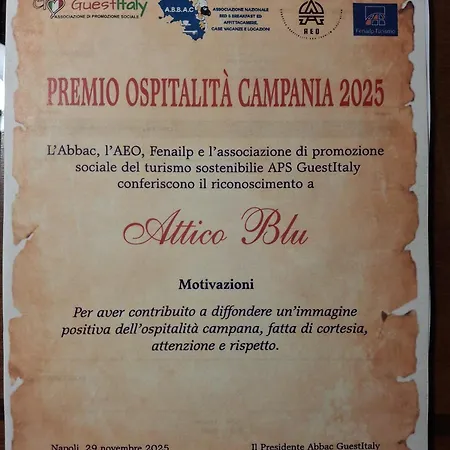 GuestItaly
ASSOCIAZIONE DI PROMOZIONE SOCIALE
A.B.B.A.C.
ASSOCIAZIONE NAZIONALE
BED & BREAKFAST ED
AFFITTACAMERE,
CASE VACANZE E LOCAZIONI
AEO
Fenailp Turismo
PREMIO OSPITALITÀ CAMPANIA 2025
L'Abbac, l'AEO, Fenailp e l'associazione di promozione
sociale del turismo sostenibilie APS GuestItaly
conferiscono il riconoscimento a
Attico Blu
Motivazioni
Per aver contribuito a diffondere un'immagine
positiva dell'ospitalità campana, fatta di cortesia,
attenzione e rispetto.
Napoli, 29 novembre 2025
Il Presidente Abbac GuestItaly